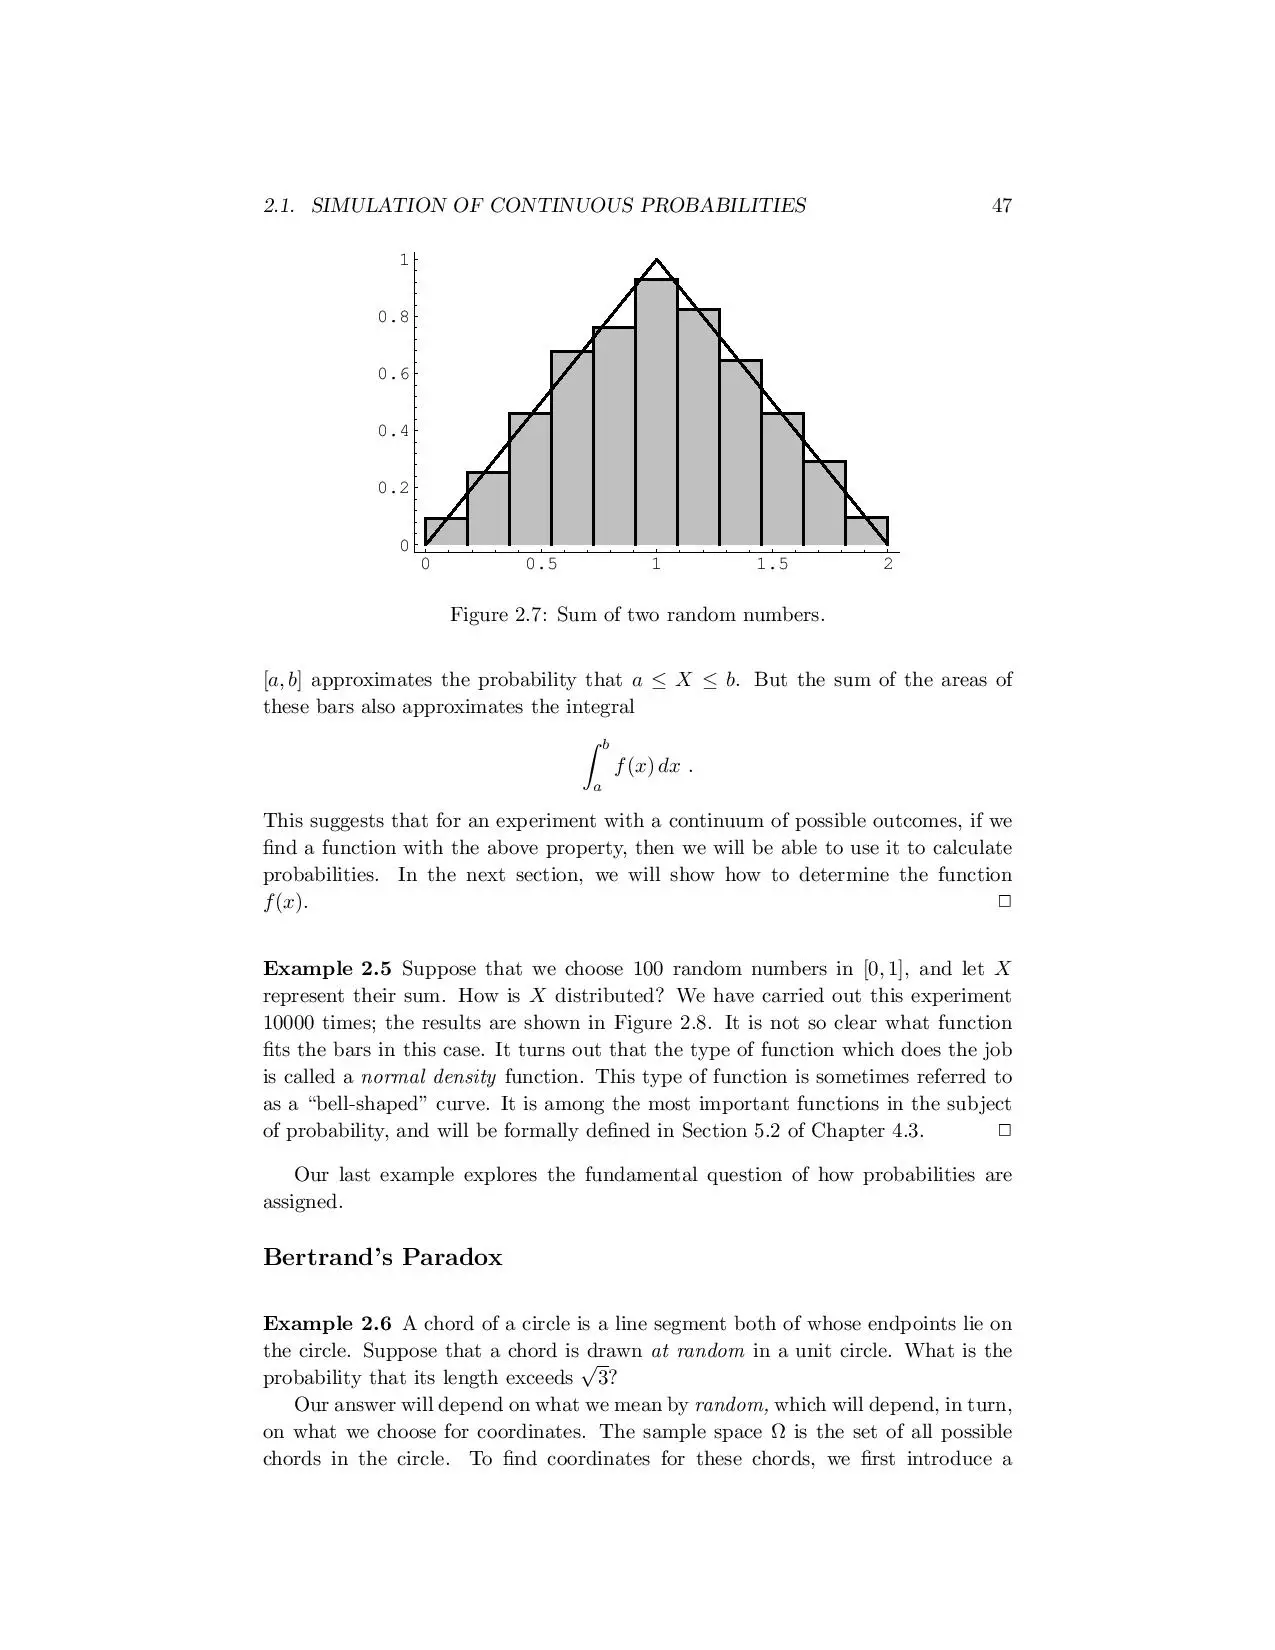 2.1. SIMULATION OF CONTINUOUS PROBABILITIES 47
1
0.8
0.6
0.4
0.2
0
0 0.5 1 1.5 2
Figure 2.7: Sum of two random numbers.
[a, b] approximates the probability that a ≤ X ≤ b. But the sum of the areas of
these bars also approximates the integral
∫_a^b f(x) dx .
This suggests that for an experiment with a continuum of possible outcomes, if we
find a function with the above property, then we will be able to use it to calculate
probabilities. In the next section, we will show how to determine the function
f(x). □
Example 2.5 Suppose that we choose 100 random numbers in [0, 1], and let X
represent their sum. How is X distributed? We have carried out this experiment
10000 times; the results are shown in Figure 2.8. It is not so clear what function
fits the bars in this case. It turns out that the type of function which does the job
is called a normal density function. This type of function is sometimes referred to
as a “bell-shaped” curve. It is among the most important functions in the subject
of probability, and will be formally defined in Section 5.2 of Chapter 4.3. □
Our last example explores the fundamental question of how probabilities are
assigned.
Bertrand’s Paradox
Example 2.6 A chord of a circle is a line segment both of whose endpoints lie on
the circle. Suppose that a chord is drawn at random in a unit circle. What is the
probability that its length exceeds √3?
Our answer will depend on what we mean by random, which will depend, in turn,
on what we choose for coordinates. The sample space Ω is the set of all possible
chords in the circle. To find coordinates for these chords, we first introduce a